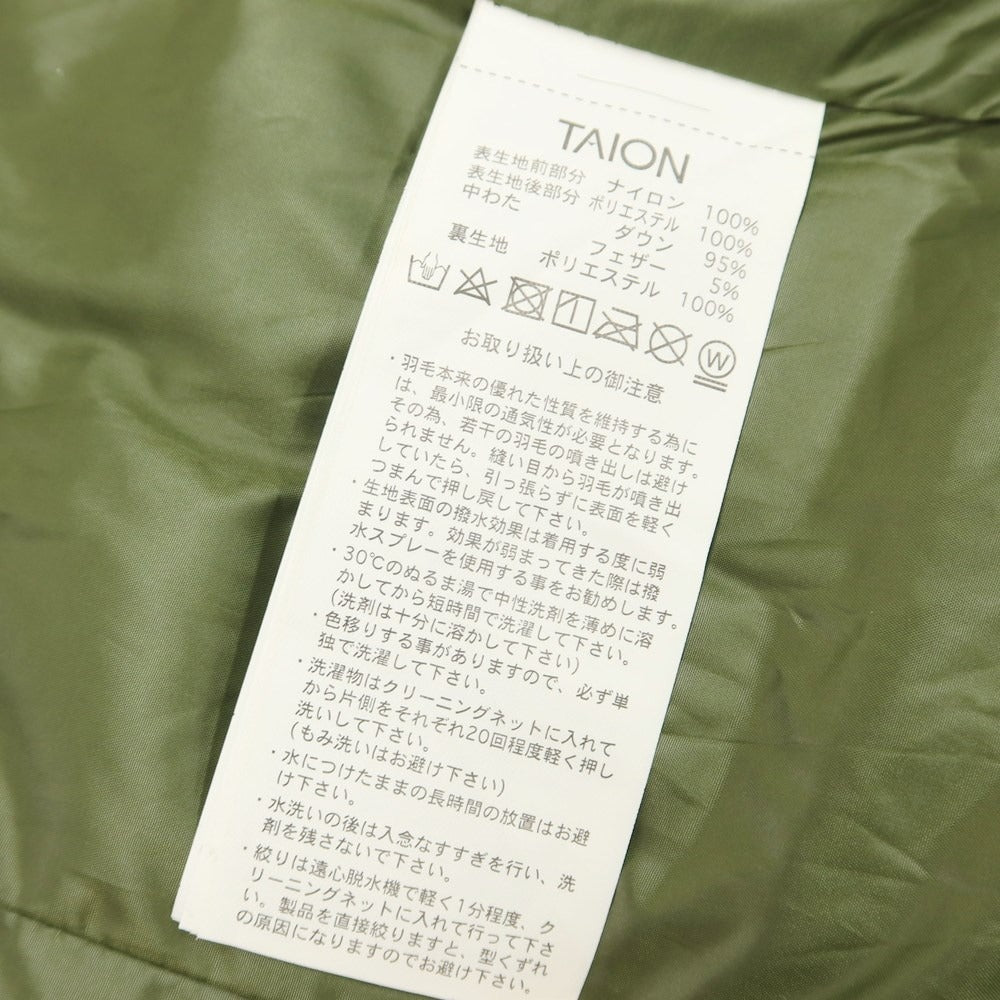 TAION
表生地前部分 ナイロン 100%
表生地後部分 ポリエステル 100%
中わた ダウン 95%
フェザー 5%
裏生地 ポリエステル 100%
W
お取り扱い上の御注意
・羽毛本来の優れた性質を維持する為に
は、最小限の通気性が必要となります。
その為、若干の羽毛の噴き出しは避け
られません。縫い目から羽毛が噴き出
していたら、引っ張らずに表面を軽く
つまんで押し戻して下さい。
・生地表面の撥水効果は着用する度に弱
まります。効果が弱まってきた際は撥
水スプレーを使用する事をお勧めします。
・30℃のぬるま湯で中性洗剤を薄めに溶
かしてから短時間で洗濯して下さい。
(洗剤は十分に溶かして下さい)
・色移りする事がありますので、必ず単
独で洗濯して下さい。
・洗濯物はクリーニングネットに入れて
から片側をそれぞれ20回程度軽く押し
洗いして下さい。
(もみ洗いはお避け下さい)
・水につけたままの長時間の放置はお避
け下さい。
・水洗いの後は入念なすすぎを行い、洗
剤を残さないで下さい。
・絞りは遠心脱水機で軽く1分程度、ク
リーニングネットに入れて行って下さ
い。製品を直接絞りますと、型くずれ
の原因になりますのでお避け下さい。